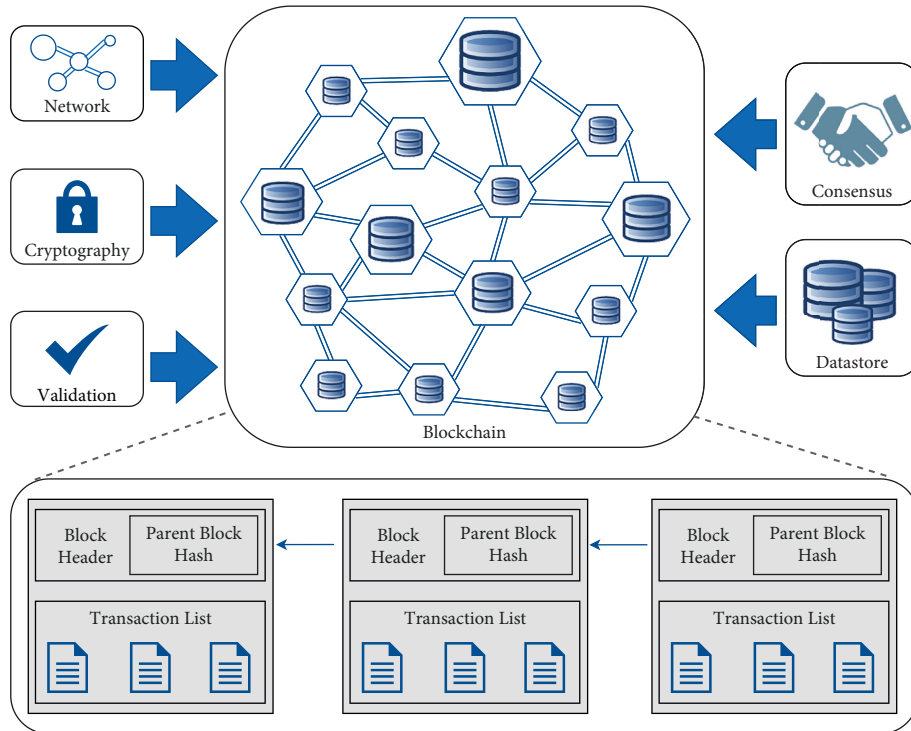 Network
Cryptography
Validation
Consensus
Datastore
Blockchain
Block
Header
Parent Block
Hash
Transaction List
Block
Header
Parent Block
Hash
Transaction List
Block
Header
Parent Block
Hash
Transaction List